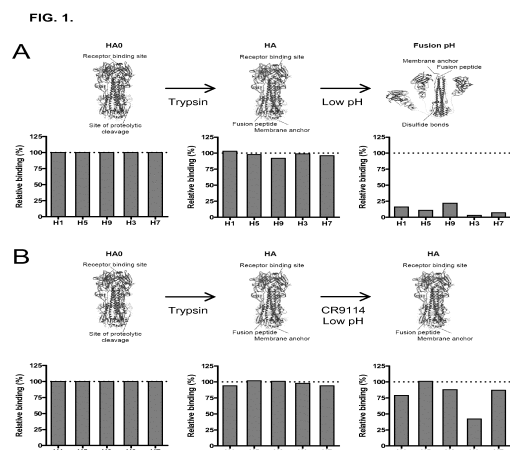 FIG. 1.
A
HA0
HA
Fusion pH
Receptor binding site
Receptor binding site
Membrane anchor
Fusion peptide
Trypsin
Low pH
Site of proteolytic
cleavage
Fusion peptide
Membrane anchor
Disulfide bonds
Relative binding (%)
125
100
75
50
25
0
H1 H5 H9 H3 H7
Relative binding (%)
125
100
75
50
25
0
H1 H5 H9 H3 H7
Relative binding (%)
125
100
75
50
25
0
H1 H5 H9 H3 H7
B
HA0
HA
HA
Receptor binding site
Receptor binding site
Receptor binding site
Trypsin
CR9114
Low pH
Site of proteolytic
cleavage
Fusion peptide
Membrane anchor
Fusion peptide
Membrane anchor
Relative binding (%)
125
100
75
50
25
0
Relative binding (%)
125
100
75
50
25
0
Relative binding (%)
125
100
75
50
25
0